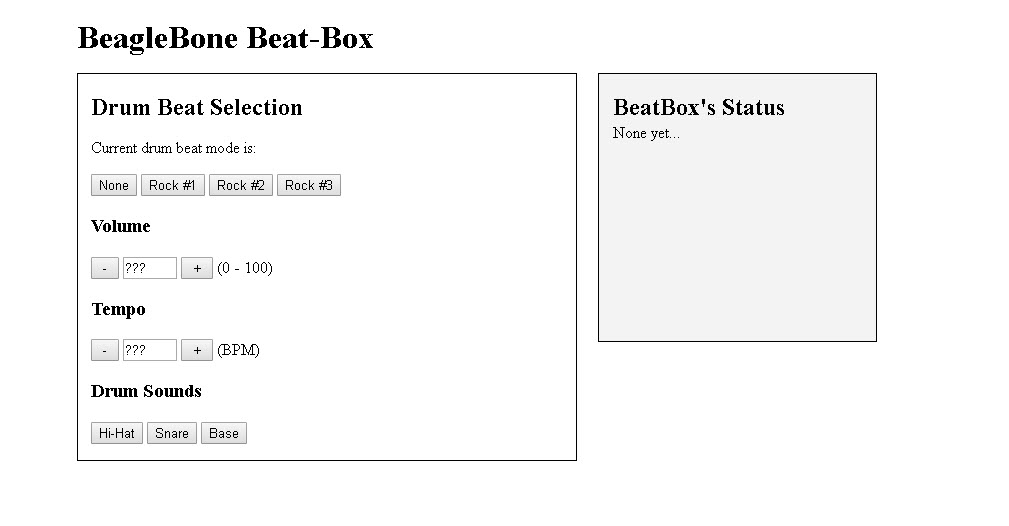 BeagleBone Beat-Box
Drum Beat Selection
Current drum beat mode is:
None Rock #1 Rock #2 Rock #3
Volume
- ??? + (0 - 100)
Tempo
- ??? + (BPM)
Drum Sounds
Hi-Hat Snare Base
BeatBox's Status
None yet...